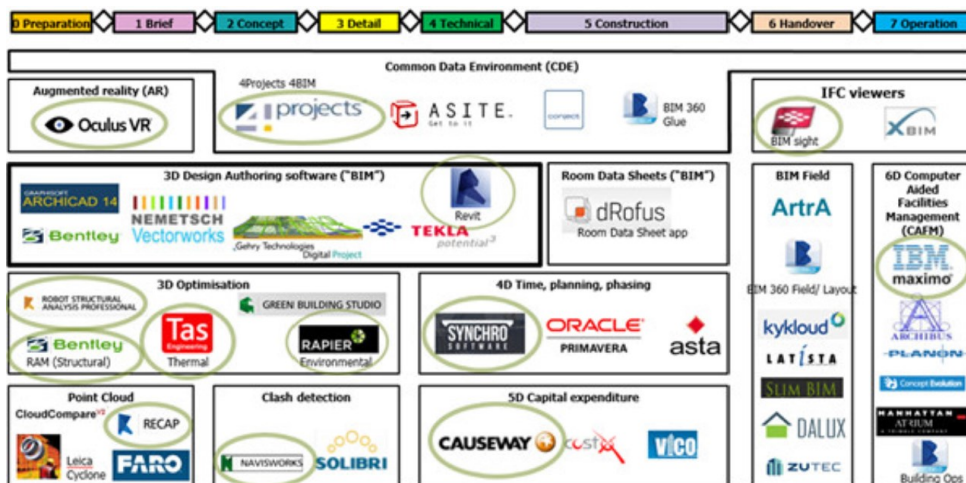 0 Preparation
1 Brief
2 Concept
3 Detail
4 Technical
5 Construction
6 Handover
7 Operation
Common Data Environment (CDE)
4Projects 4BIM
4projects
ASITE
Get to it
conject
BIM 360
Glue
Augmented reality (AR)
Oculus VR
IFC viewers
BIM sight
XBIM
3D Design Authoring software ("BIM")
GRAPHISOFT
ARCHICAD 14
NEMETSCH
Vectorworks
Bentley
Gehry Technologies
Digital Project
Revit
TEKLA
potential³
Room Data Sheets ("BIM")
dRofus
Room Data Sheet app
BIM Field
ArtrA
BIM 360 Field/ Layout
kykloud
LATISTA
SLIM BIM
DALUX
ZUTEC
6D Computer
Aided
Facilities
Management
(CAFM)
IBM
maximo
ARCHIBUS
PLANON
Concept Evolution
MANHATTAN
ATRIUM
A TRIMBLE COMPANY
Building Ops
3D Optimisation
ROBOT STRUCTURAL
ANALYSIS PROFESSIONAL
GREEN BUILDING STUDIO
Bentley
RAM (Structural)
Tas
Engineering
Thermal
RAPIER
Environmental
4D Time, planning, phasing
SYNCHRO
SOFTWARE
ORACLE
PRIMAVERA
asta
Point Cloud
CloudCompare V2
RECAP
Leica
Cyclone
FARO
Clash detection
NAVISWORKS
SOLIBRI
5D Capital expenditure
CAUSEWAY
costX
VICO